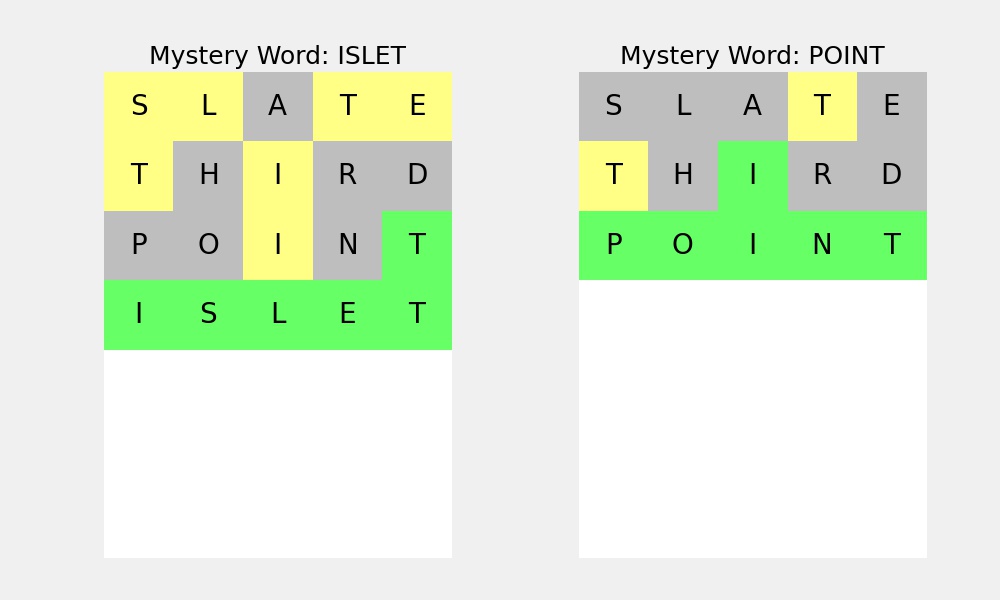 Mystery Word: ISLET
S L A T E
T H I R D
P O I N T
I S L E T
Mystery Word: POINT
S L A T E
T H I R D
P O I N T